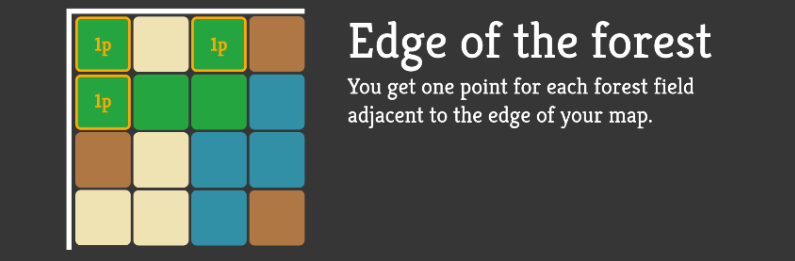 1p
1p
1p
Edge of the forest
You get one point for each forest field
adjacent to the edge of your map.